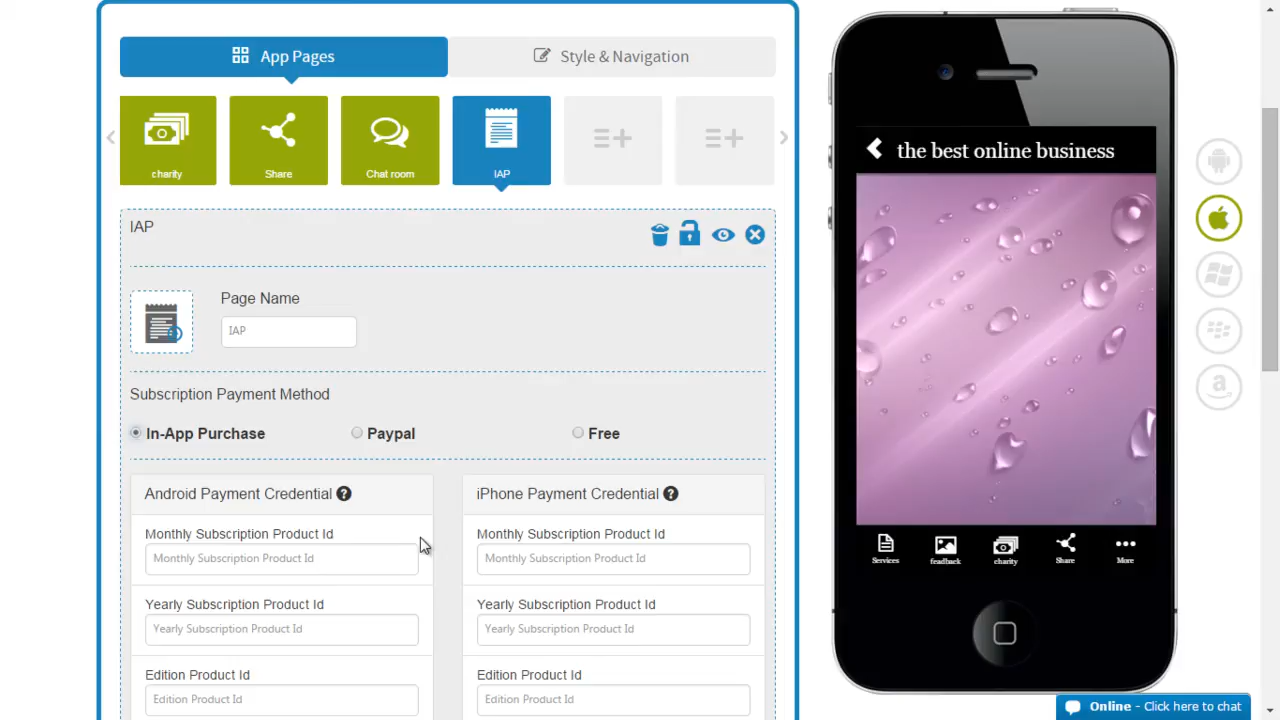 App Pages
Style & Navigation
charity
Share
Chat room
IAP
IAP
Page Name
IAP
Subscription Payment Method
In-App Purchase
Paypal
Free
Android Payment Credential ?
iPhone Payment Credential ?
Monthly Subscription Product Id
Monthly Subscription Product Id
Monthly Subscription Product Id
Monthly Subscription Product Id
Yearly Subscription Product Id
Yearly Subscription Product Id
Yearly Subscription Product Id
Yearly Subscription Product Id
Edition Product Id
Edition Product Id
Edition Product Id
Edition Product Id
the best online business
Services
feadback
charity
Share
More
Online - Click here to chat